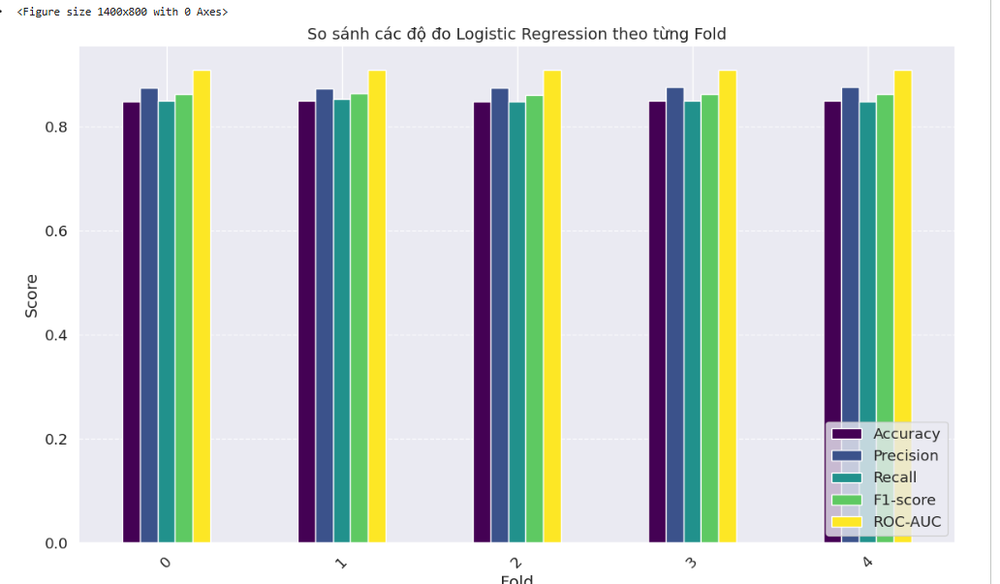 <Figure size 1400x800 with 0 Axes>
So sánh các độ đo Logistic Regression theo từng Fold
Score
0.8
0.6
0.4
0.2
0.0
0
1
2
3
4
Fold
Accuracy
Precision
Recall
F1-score
ROC-AUC